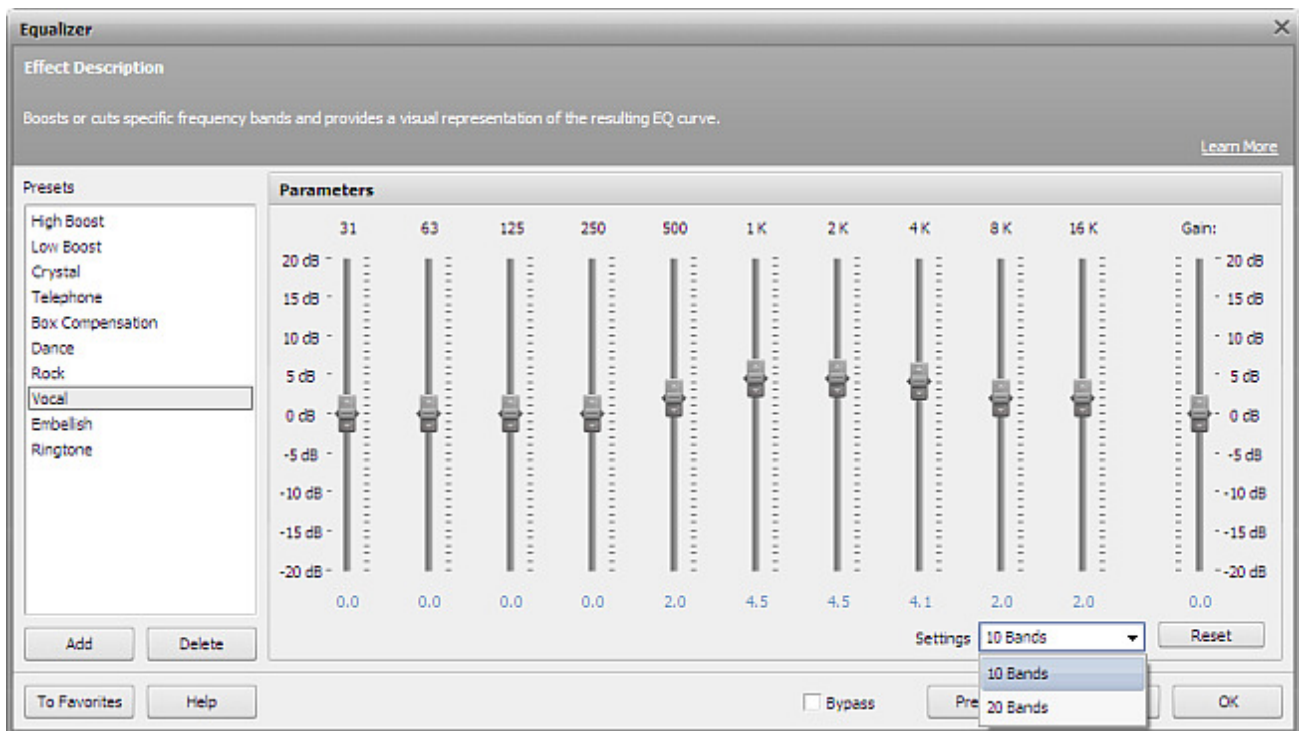 Equalizer
Effect Description
Boosts or cuts specific frequency bands and provides a visual representation of the resulting EQ curve.
Learn More
Presets
High Boost
Low Boost
Crystal
Telephone
Box Compensation
Dance
Rock
Vocal
Embellish
Ringtone
Add Delete
Parameters
31 63 125 250 500 1 K 2 K 4 K 8 K 16 K Gain:
20 dB 20 dB
15 dB 15 dB
10 dB 10 dB
5 dB 5 dB
0 dB 0 dB
-5 dB -5 dB
-10 dB -10 dB
-15 dB -15 dB
-20 dB -20 dB
0.0 0.0 0.0 0.0 2.0 4.5 4.5 4.1 2.0 2.0 0.0
Settings 10 Bands Reset
10 Bands
20 Bands
To Favorites Help Bypass Pre OK